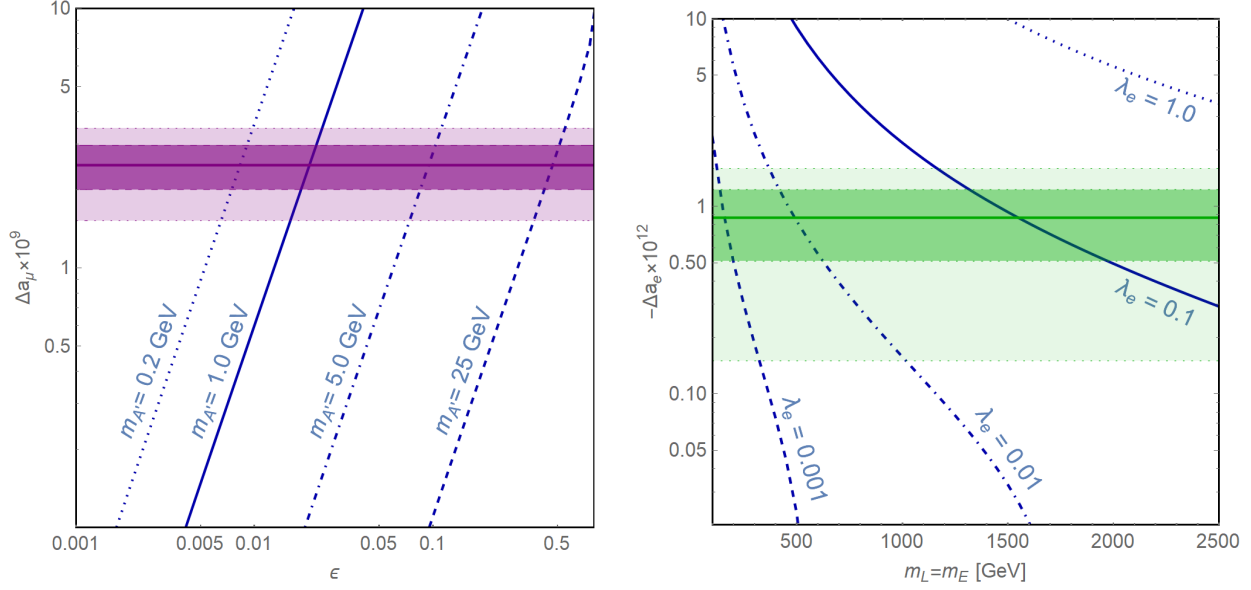 10
5
1
0.5
Δaμ×10⁹
mA'= 0.2 GeV
mA'= 1.0 GeV
mA'= 5.0 GeV
mA'= 25 GeV
0.001
0.005
0.01
0.05
0.1
0.5
ϵ
10
5
1
0.50
0.10
0.05
−Δae×10¹²
λe = 1.0
λe = 0.1
λe = 0.01
λe = 0.001
500
1000
1500
2000
2500
mL=mE [GeV]